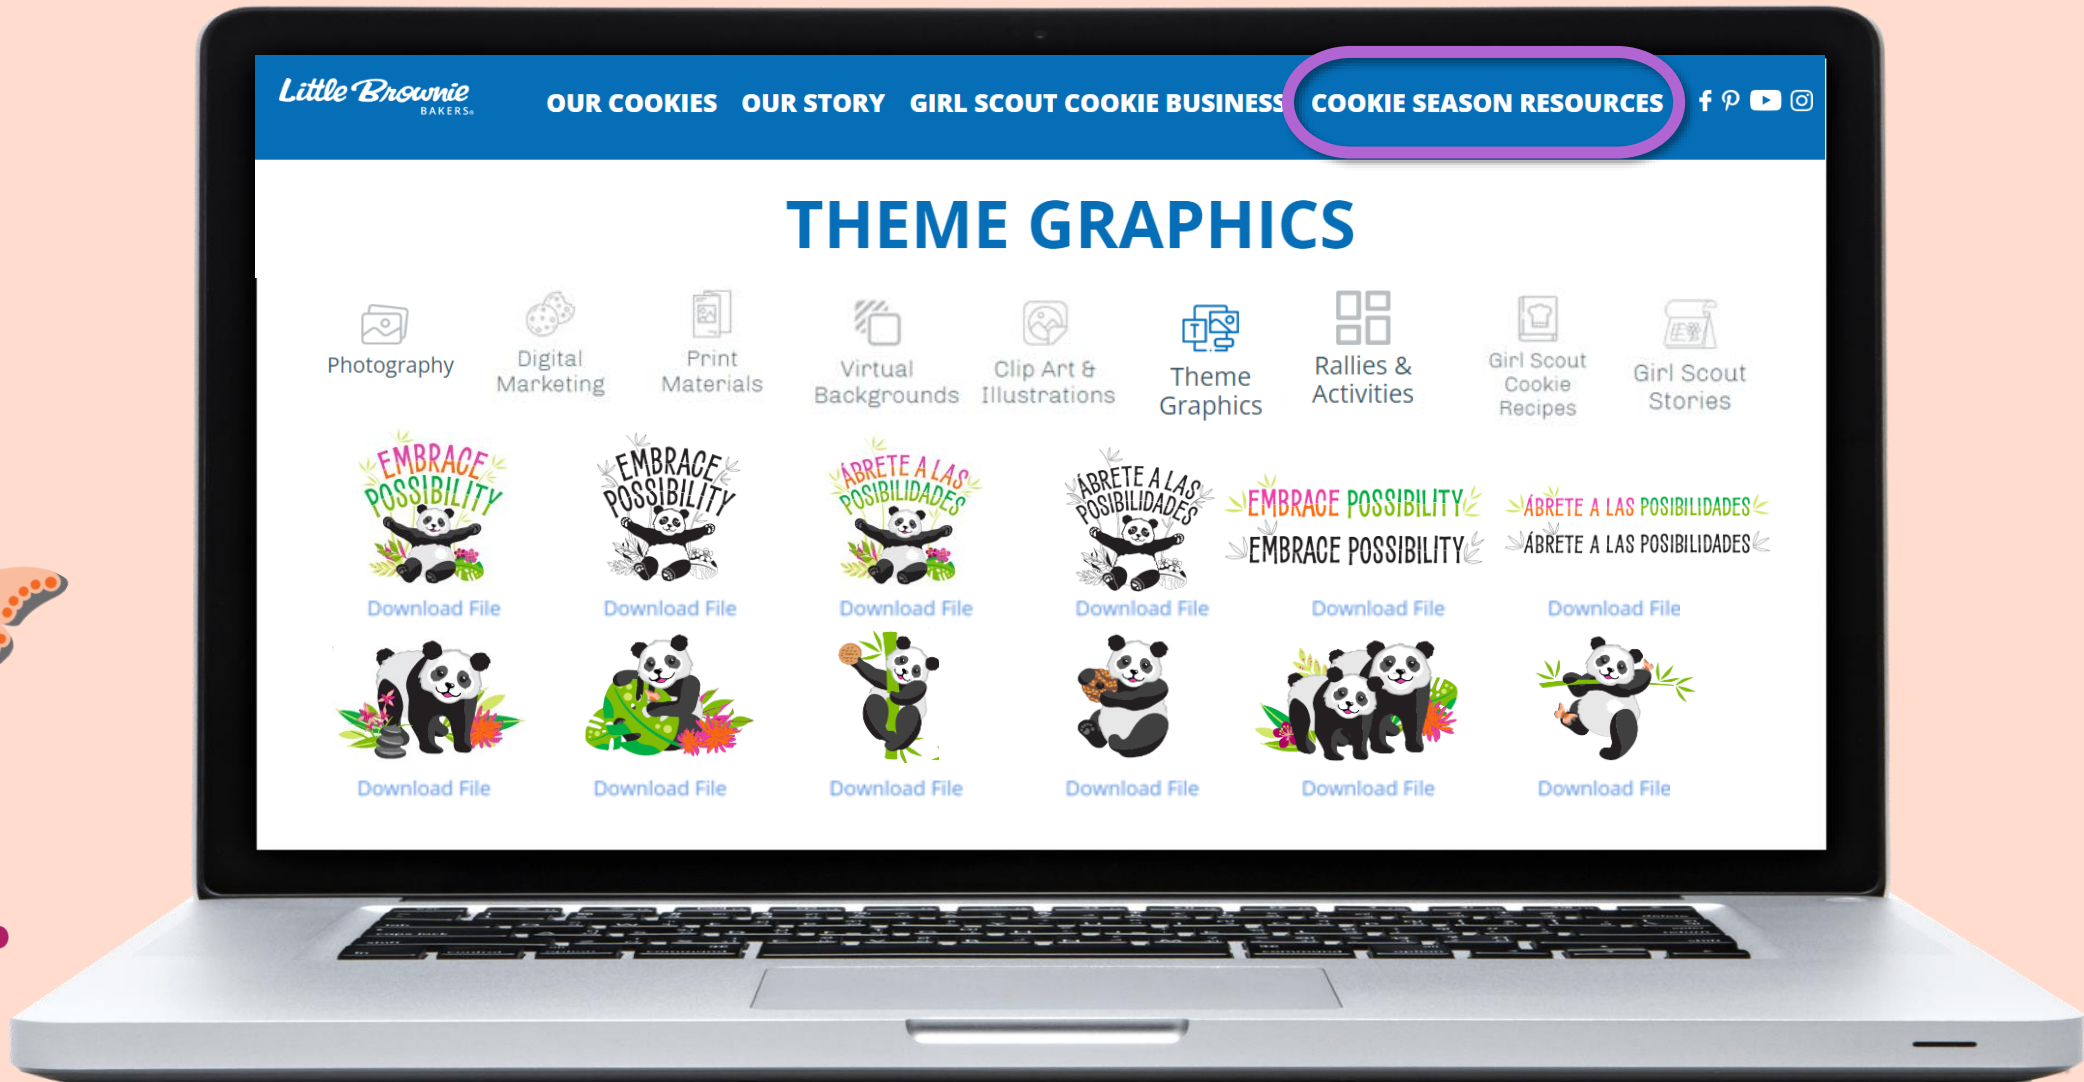 Little Brownie
BAKERS®
OUR COOKIES OUR STORY GIRL SCOUT COOKIE BUSINESS COOKIE SEASON RESOURCES
THEME GRAPHICS
Photography
Digital
Marketing
Print
Materials
Virtual
Backgrounds
Clip Art &
Illustrations
Theme
Graphics
Rallies &
Activities
Girl Scout
Cookie
Recipes
Girl Scout
Stories
EMBRACE
POSSIBILITY
EMBRACE
POSSIBILITY
ÁBRETE A LAS
POSIBILIDADES
ÁBRETE A LAS
POSIBILIDADES
EMBRACE POSSIBILITY
EMBRACE POSSIBILITY
ÁBRETE A LAS POSIBILIDADES
ÁBRETE A LAS POSIBILIDADES
Download File Download File Download File Download File Download File Download File
Download File Download File Download File Download File Download File Download File